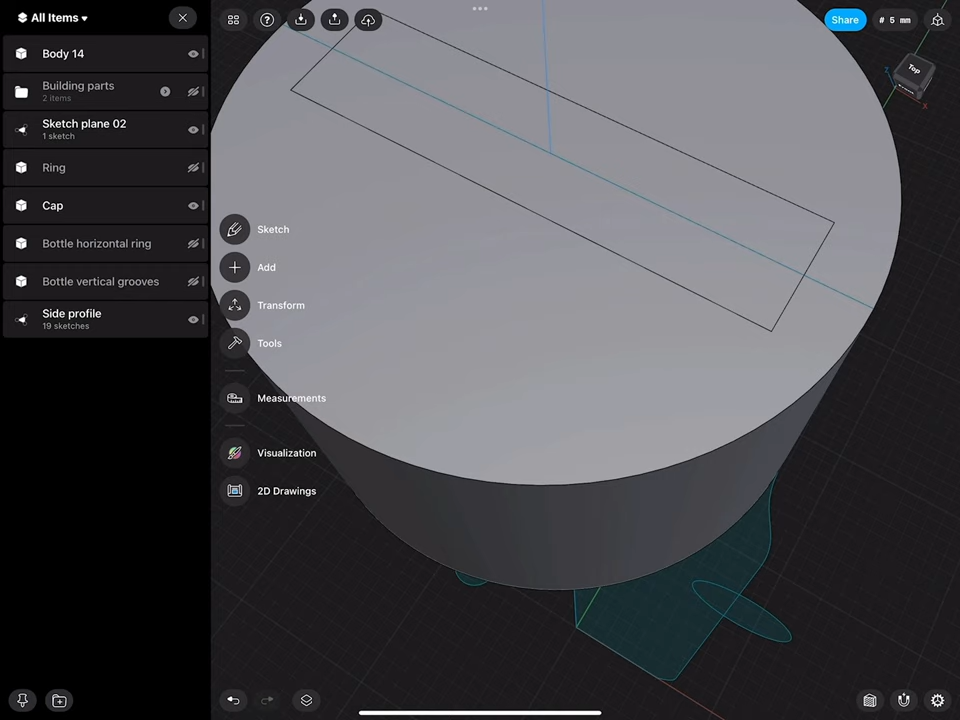 All Items
Body 14
Building parts
2 items
Sketch plane 02
1 sketch
Ring
Cap
Bottle horizontal ring
Bottle vertical grooves
Side profile
19 sketches
Share
# 5 mm
Top
Z
X
Sketch
Add
Transform
Tools
Measurements
Visualization
2D Drawings